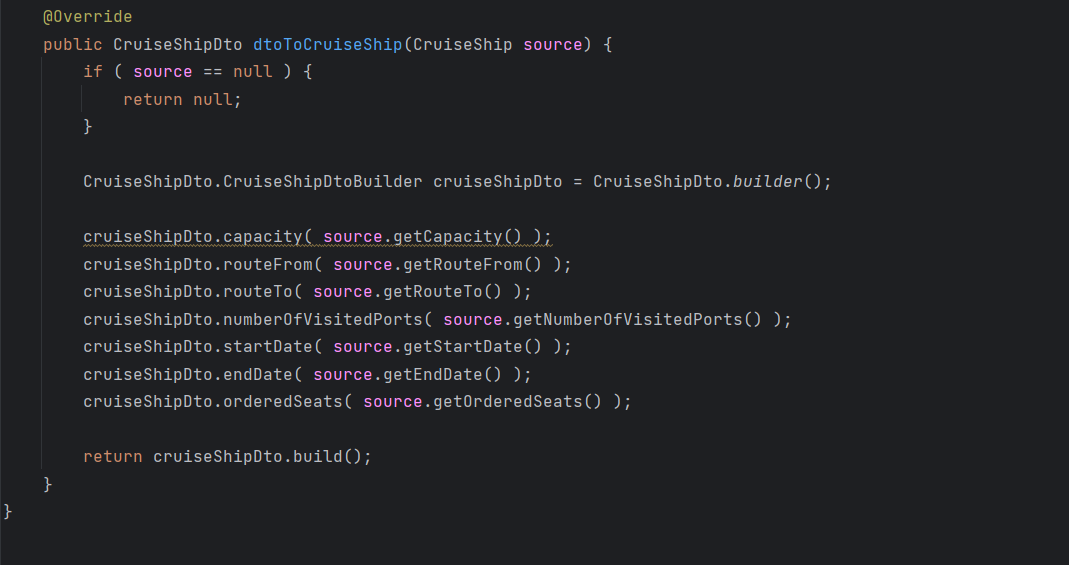 @Override
public CruiseShipDto dtoToCruiseShip(CruiseShip source) {
if ( source == null ) {
return null;
}
CruiseShipDto.CruiseShipDtoBuilder cruiseShipDto = CruiseShipDto.builder();
cruiseShipDto.capacity( source.getCapacity() );
cruiseShipDto.routeFrom( source.getRouteFrom() );
cruiseShipDto.routeTo( source.getRouteTo() );
cruiseShipDto.numberOfVisitedPorts( source.getNumberOfVisitedPorts() );
cruiseShipDto.startDate( source.getStartDate() );
cruiseShipDto.endDate( source.getEndDate() );
cruiseShipDto.orderedSeats( source.getOrderedSeats() );
return cruiseShipDto.build();
}
}